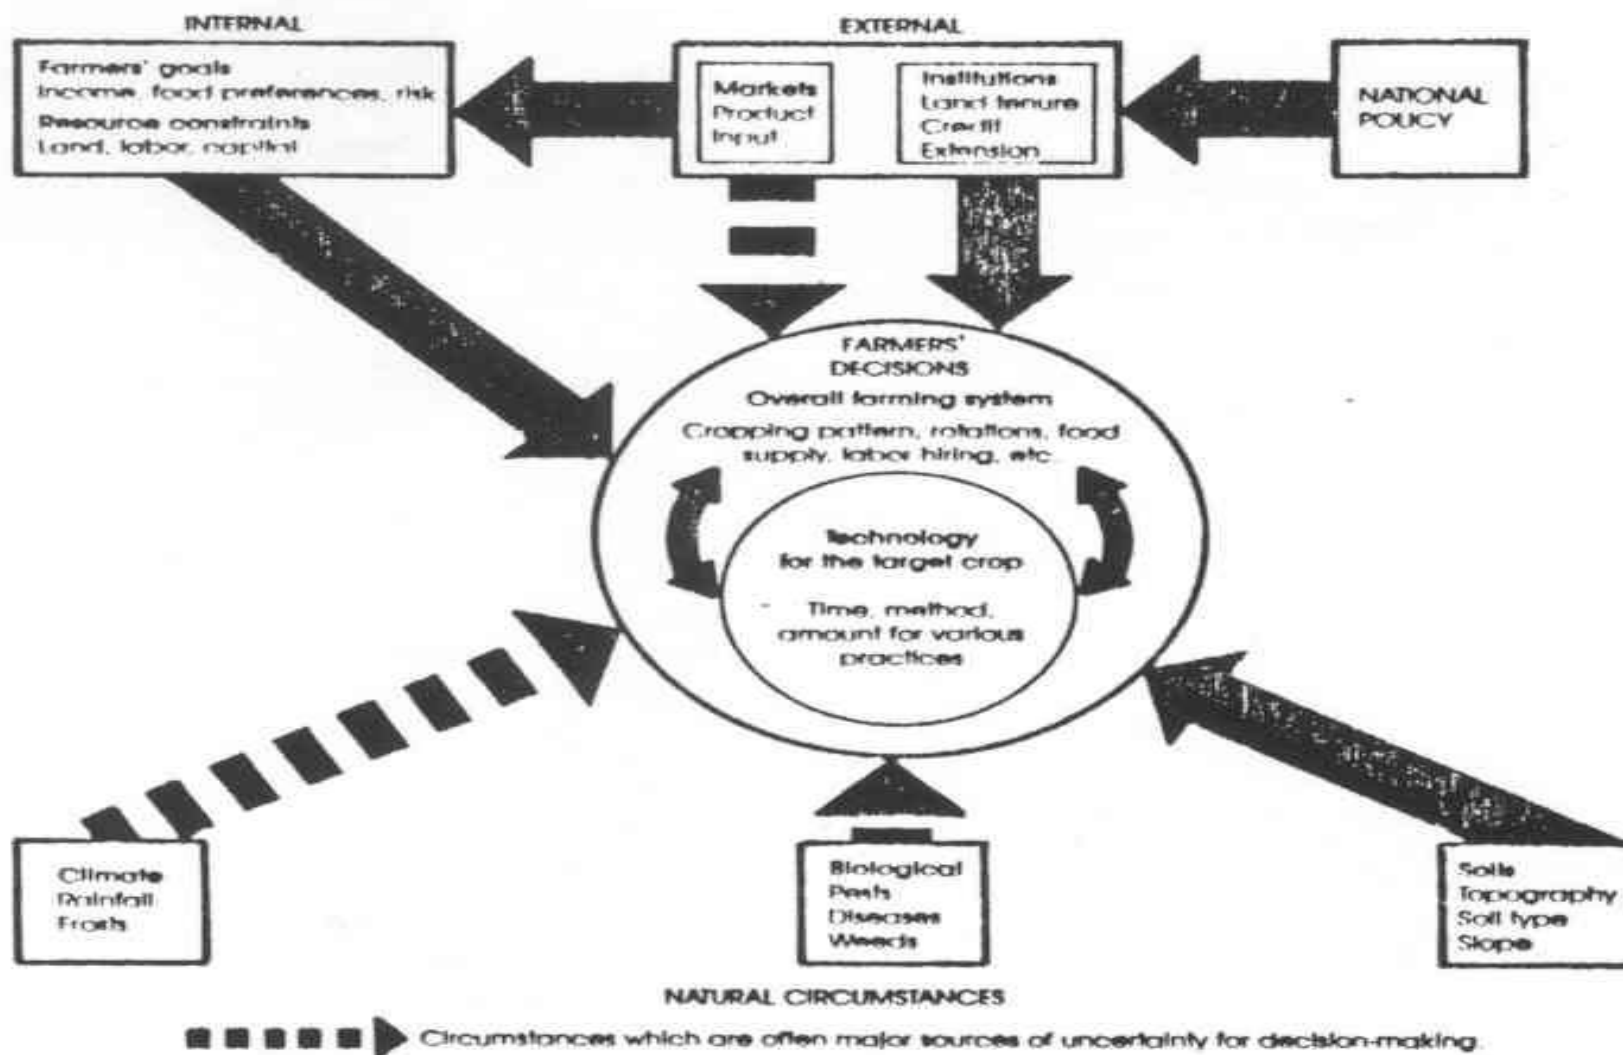 INTERNAL
Farmers' goals
Income, food preferences, risk
Resource constraints
Land, labor, capital
EXTERNAL
Markets
Product
Input
Institutions
Land tenure
Credit
Extension
NATIONAL
POLICY
FARMERS'
DECISIONS
Overall farming system
Cropping pattern, rotations, food
supply, labor hiring, etc.
Technology
for the target crop
Time, method,
amount for various
practices
Climate
Rainfall
Frosts
Biological
Pests
Diseases
Weeds
Soils
Topography
Soil type
Slope
NATURAL CIRCUMSTANCES
Circumstances which are often major sources of uncertainty for decision-making.